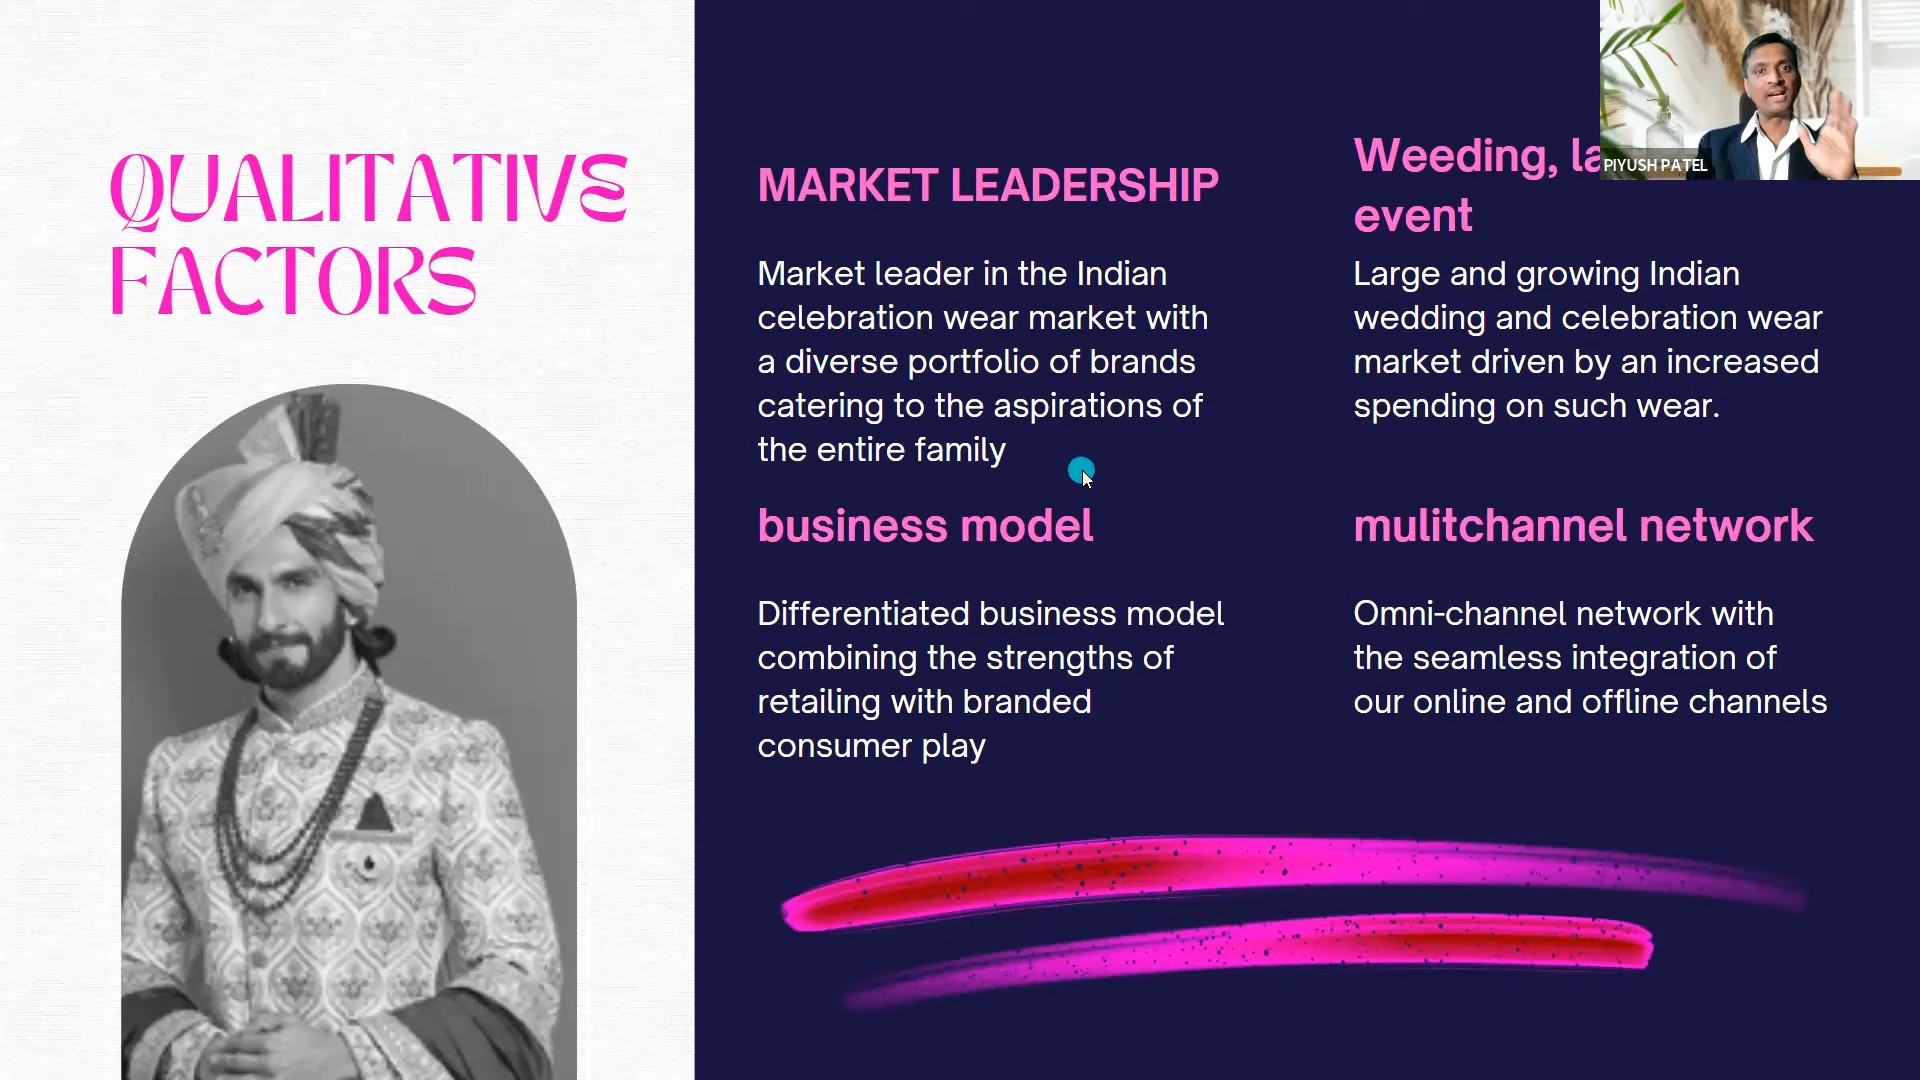 QUALITATIVE
FACTORS
MARKET LEADERSHIP
Market leader in the Indian
celebration wear market with
a diverse portfolio of brands
catering to the aspirations of
the entire family
Weeding,
event
Large and growing Indian
wedding and celebration wear
market driven by an increased
spending on such wear.
business model
Differentiated business model
combining the strengths of
retailing with branded
consumer play
mulitchannel network
Omni-channel network with
the seamless integration of
our online and offline channels
PIYUSH PATEL